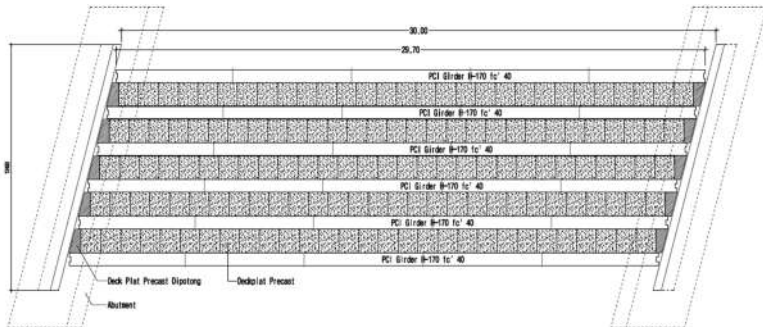 30.00
29.70
PCI Girder H-170 fc' 40
PCI Girder H-170 fc' 40
PCI Girder H-170 fc' 40
PCI Girder H-170 fc' 40
PCI Girder H-170 fc' 40
PCI Girder H-170 fc' 40
Deck Plat Precast Dipotong
Deckplat Precast
Abutment